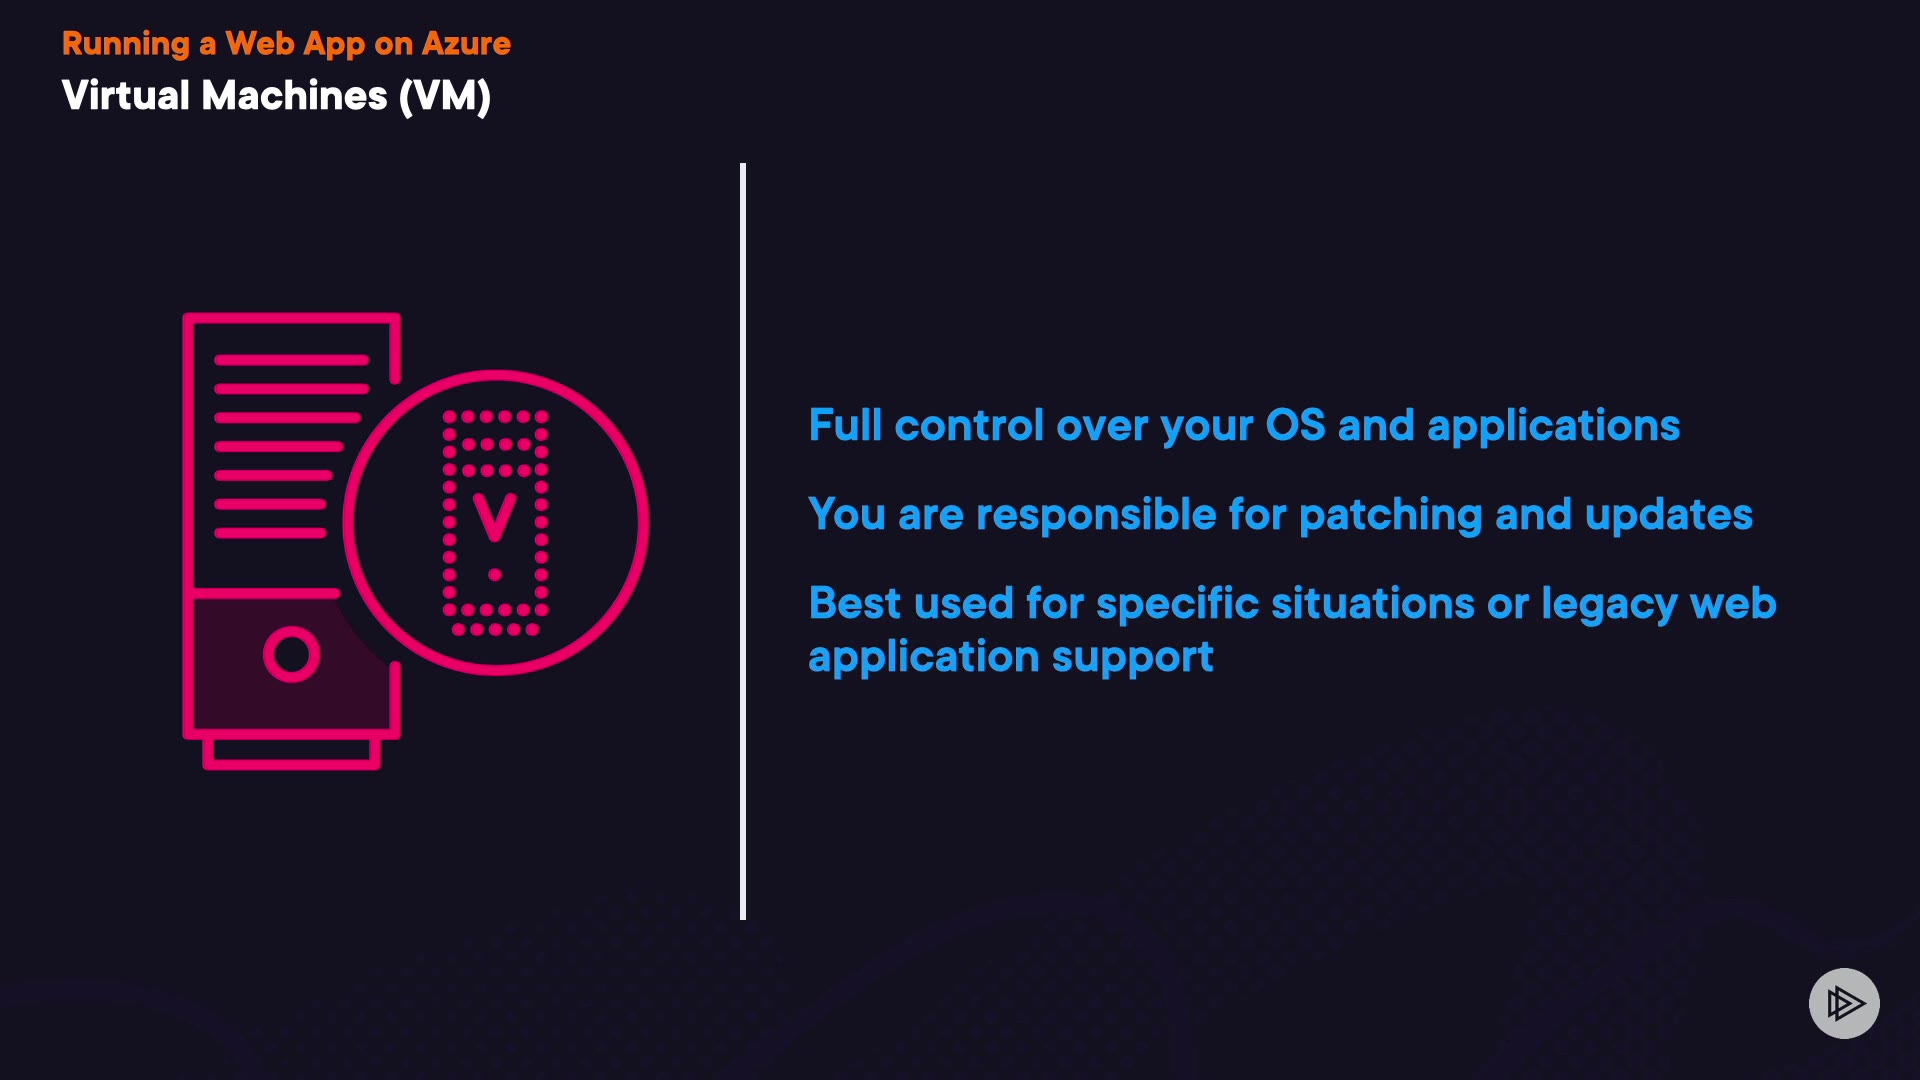 Running a Web App on Azure
Virtual Machines (VM)
V
Full control over your OS and applications
You are responsible for patching and updates
Best used for specific situations or legacy web
application support